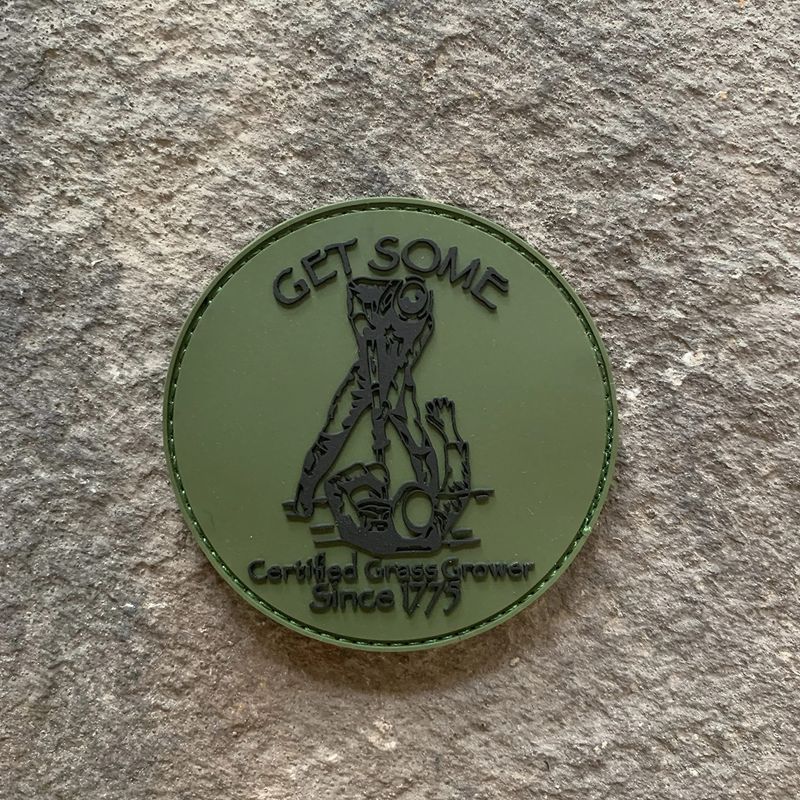 GET SOME
Certified Grass Grower
Since 1775